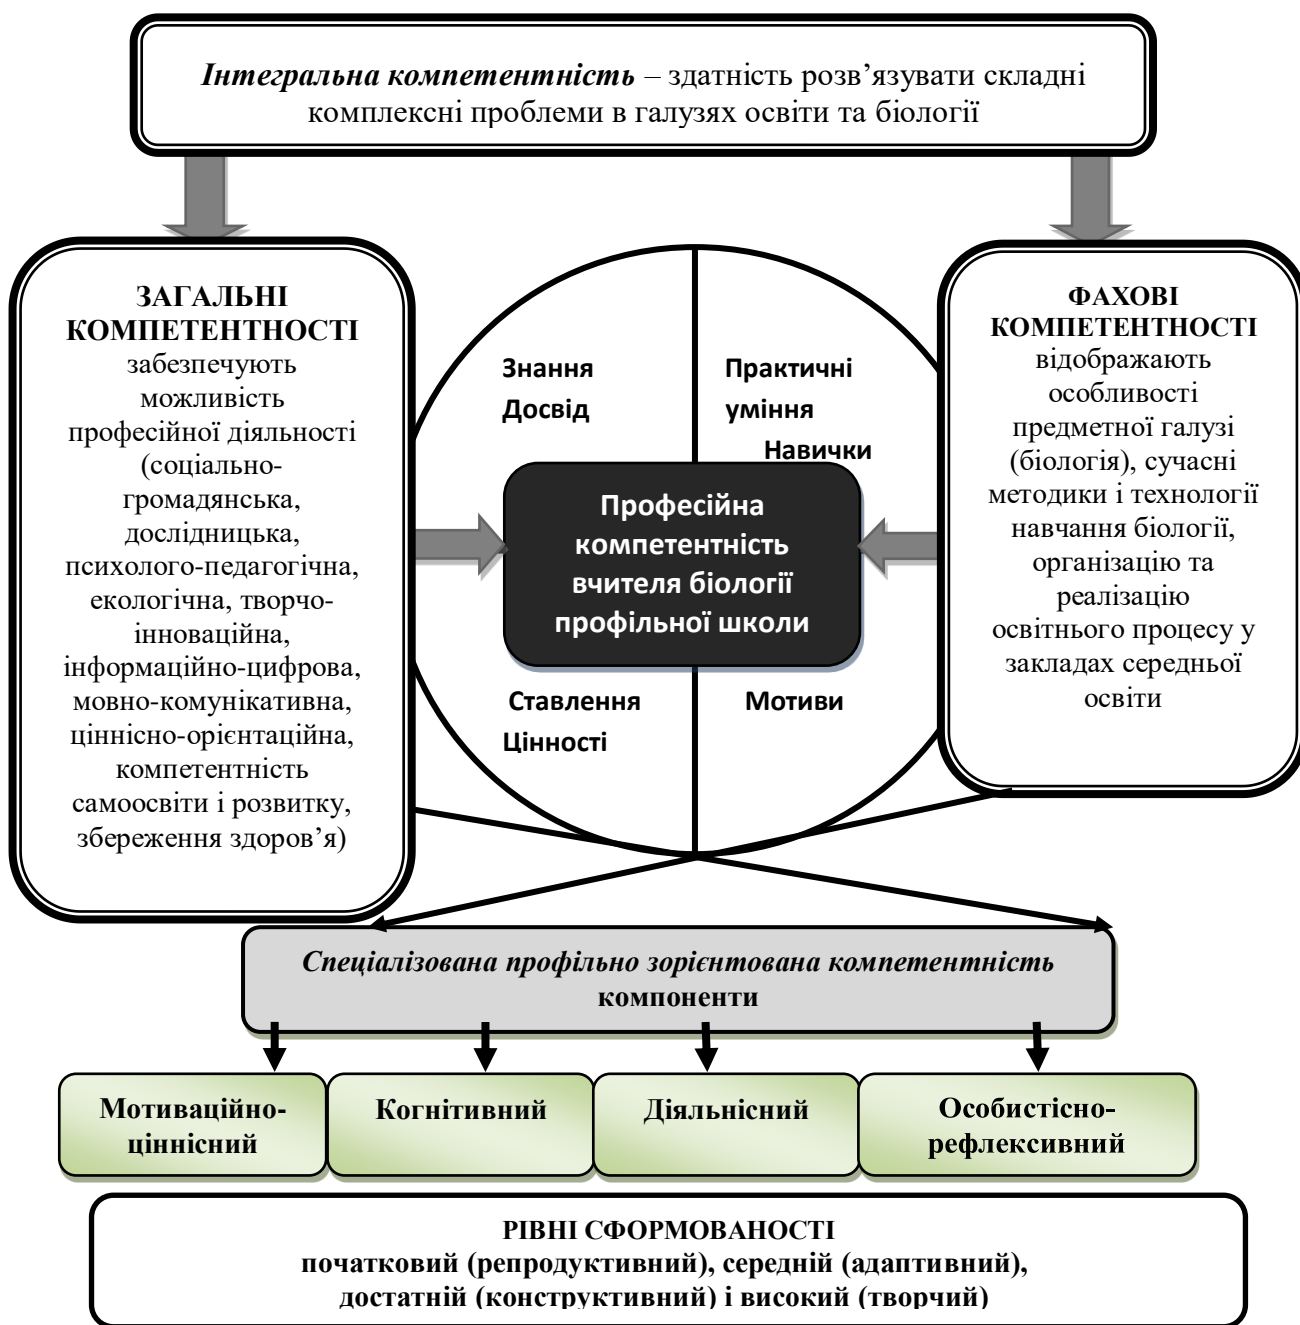 Інтегральна компетентність – здатність розв’язувати складні
комплексні проблеми в галузях освіти та біології
ЗАГАЛЬНІ
КОМПЕТЕНТНОСТІ
забезпечують
можливість
професійної діяльності
(соціально-
громадянська,
дослідницька,
психолого-педагогічна,
екологічна, творчо-
інноваційна,
інформаційно-цифрова,
мовно-комунікативна,
ціннісно-орієнтаційна,
компетентність
самоосвіти і розвитку,
збереження здоров’я)
Знання
Досвід
Практичні
уміння
Навички
Професійна
компетентність
вчителя біології
профільної школи
Ставлення
Цінності
Мотиви
ФАХОВІ
КОМПЕТЕНТНОСТІ
відображають
особливості
предметної галузі
(біологія), сучасні
методики і технології
навчання біології,
організацію та
реалізацію
освітнього процесу у
закладах середньої
освіти
Спеціалізована профільно зорієнтована компетентність
компоненти
Мотиваційно-
ціннісний
Когнітивний
Діяльнісний
Особистісно-
рефлексивний
РІВНІ СФОРМОВАНОСТІ
початковий (репродуктивний), середній (адаптивний),
достатній (конструктивний) і високий (творчий)